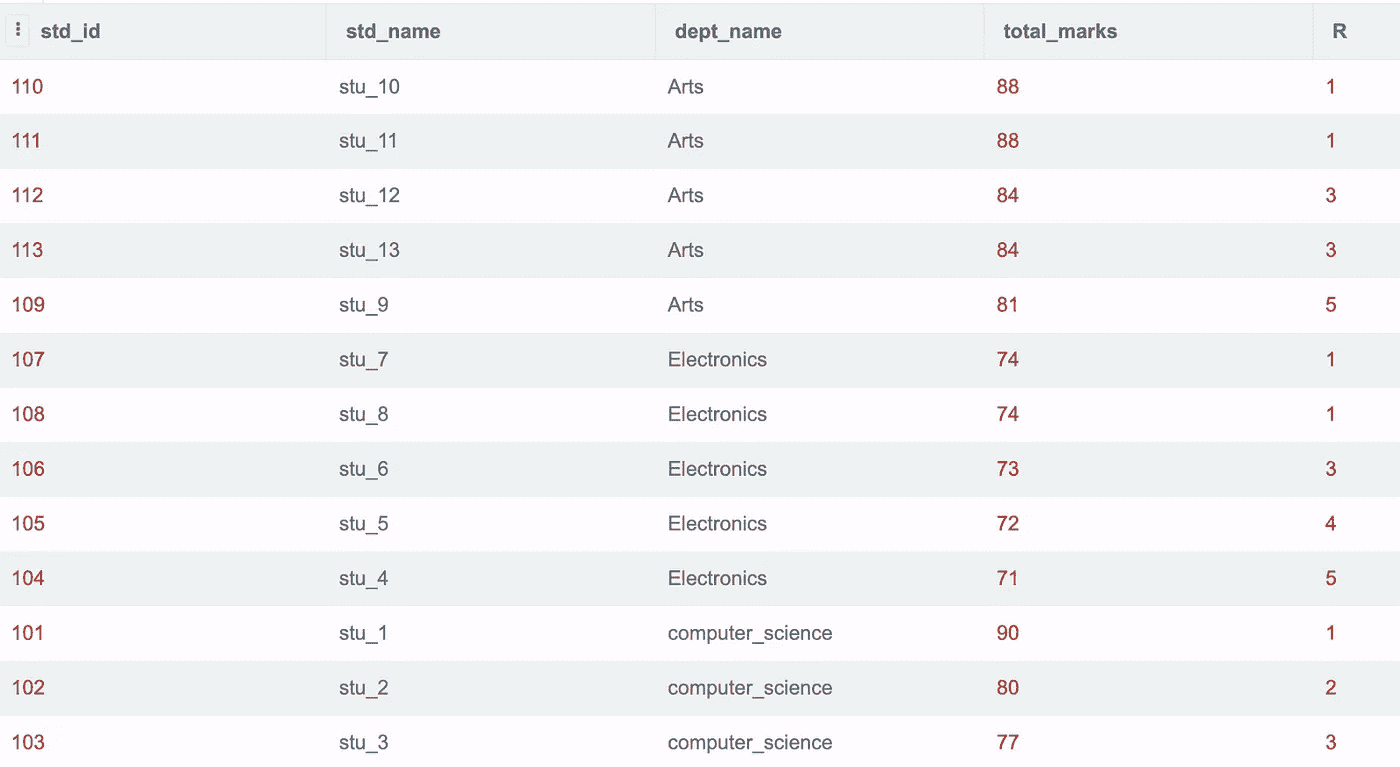 std_id std_name dept_name total_marks R
110 stu_10 Arts 88 1
111 stu_11 Arts 88 1
112 stu_12 Arts 84 3
113 stu_13 Arts 84 3
109 stu_9 Arts 81 5
107 stu_7 Electronics 74 1
108 stu_8 Electronics 74 1
106 stu_6 Electronics 73 3
105 stu_5 Electronics 72 4
104 stu_4 Electronics 71 5
101 stu_1 computer_science 90 1
102 stu_2 computer_science 80 2
103 stu_3 computer_science 77 3